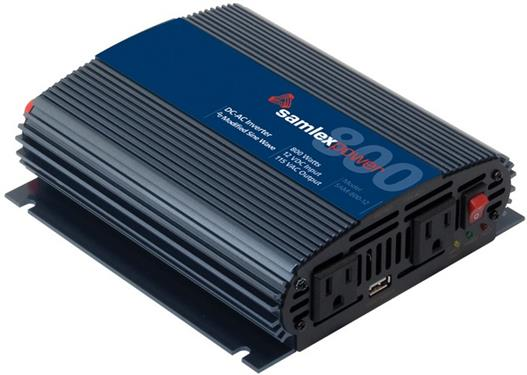 800
samlexpower
DC-AC Inverter
Modified Sine Wave
800 Watts
12 VDC Input
115 VAC Output
Model:
SAM-800-12